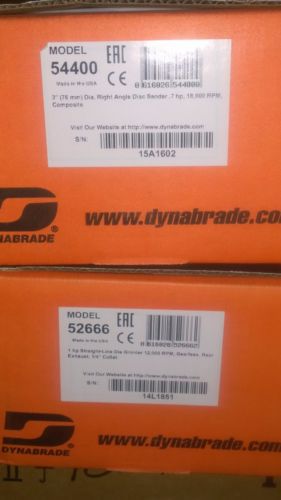 MODEL
54400
Made in the USA
EAC
CE
3" (76 mm) Dia. Right Angle Disc Sander .7 hp, 18,000 RPM,
Composite
Visit Our Website at http://www.dynabrade.com
S/N:
15A1602
DYNABRADE
www.dynabrade.com
MODEL
52666
Made in the USA
EAC
CE
1 hp Straight-Line Die Grinder 12,000 RPM, Gearless, Rear
Exhaust, 1/4" Collet
Visit Our Website at http://www.dynabrade.com
S/N:
14L1851
DYNABRADE
www.dynabrade.com